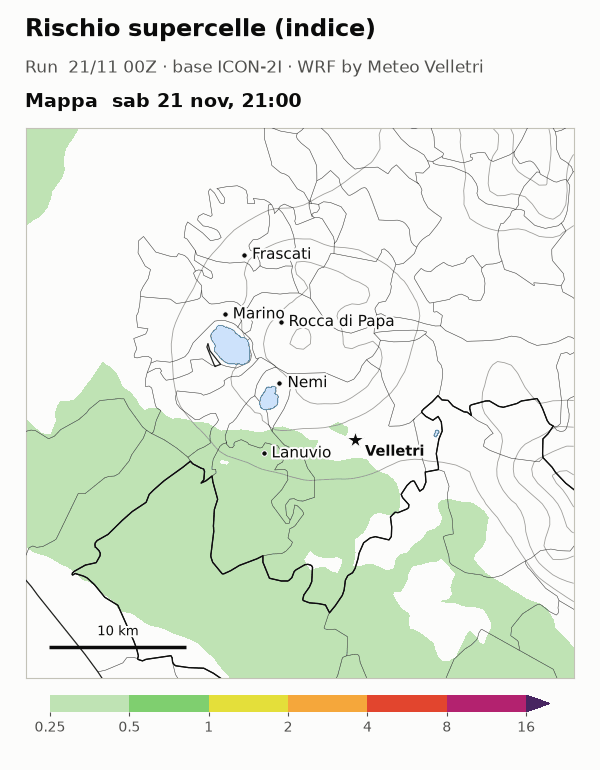 Rischio supercelle (indice)
Run  21/11 00Z · base ICON-2I · WRF by Meteo Velletri
Mappa  sab 21 nov, 21:00
Frascati
Marino
Rocca di Papa
Nemi
Velletri
Lanuvio
10 km
0.25 0.5 1 2 4 8 16